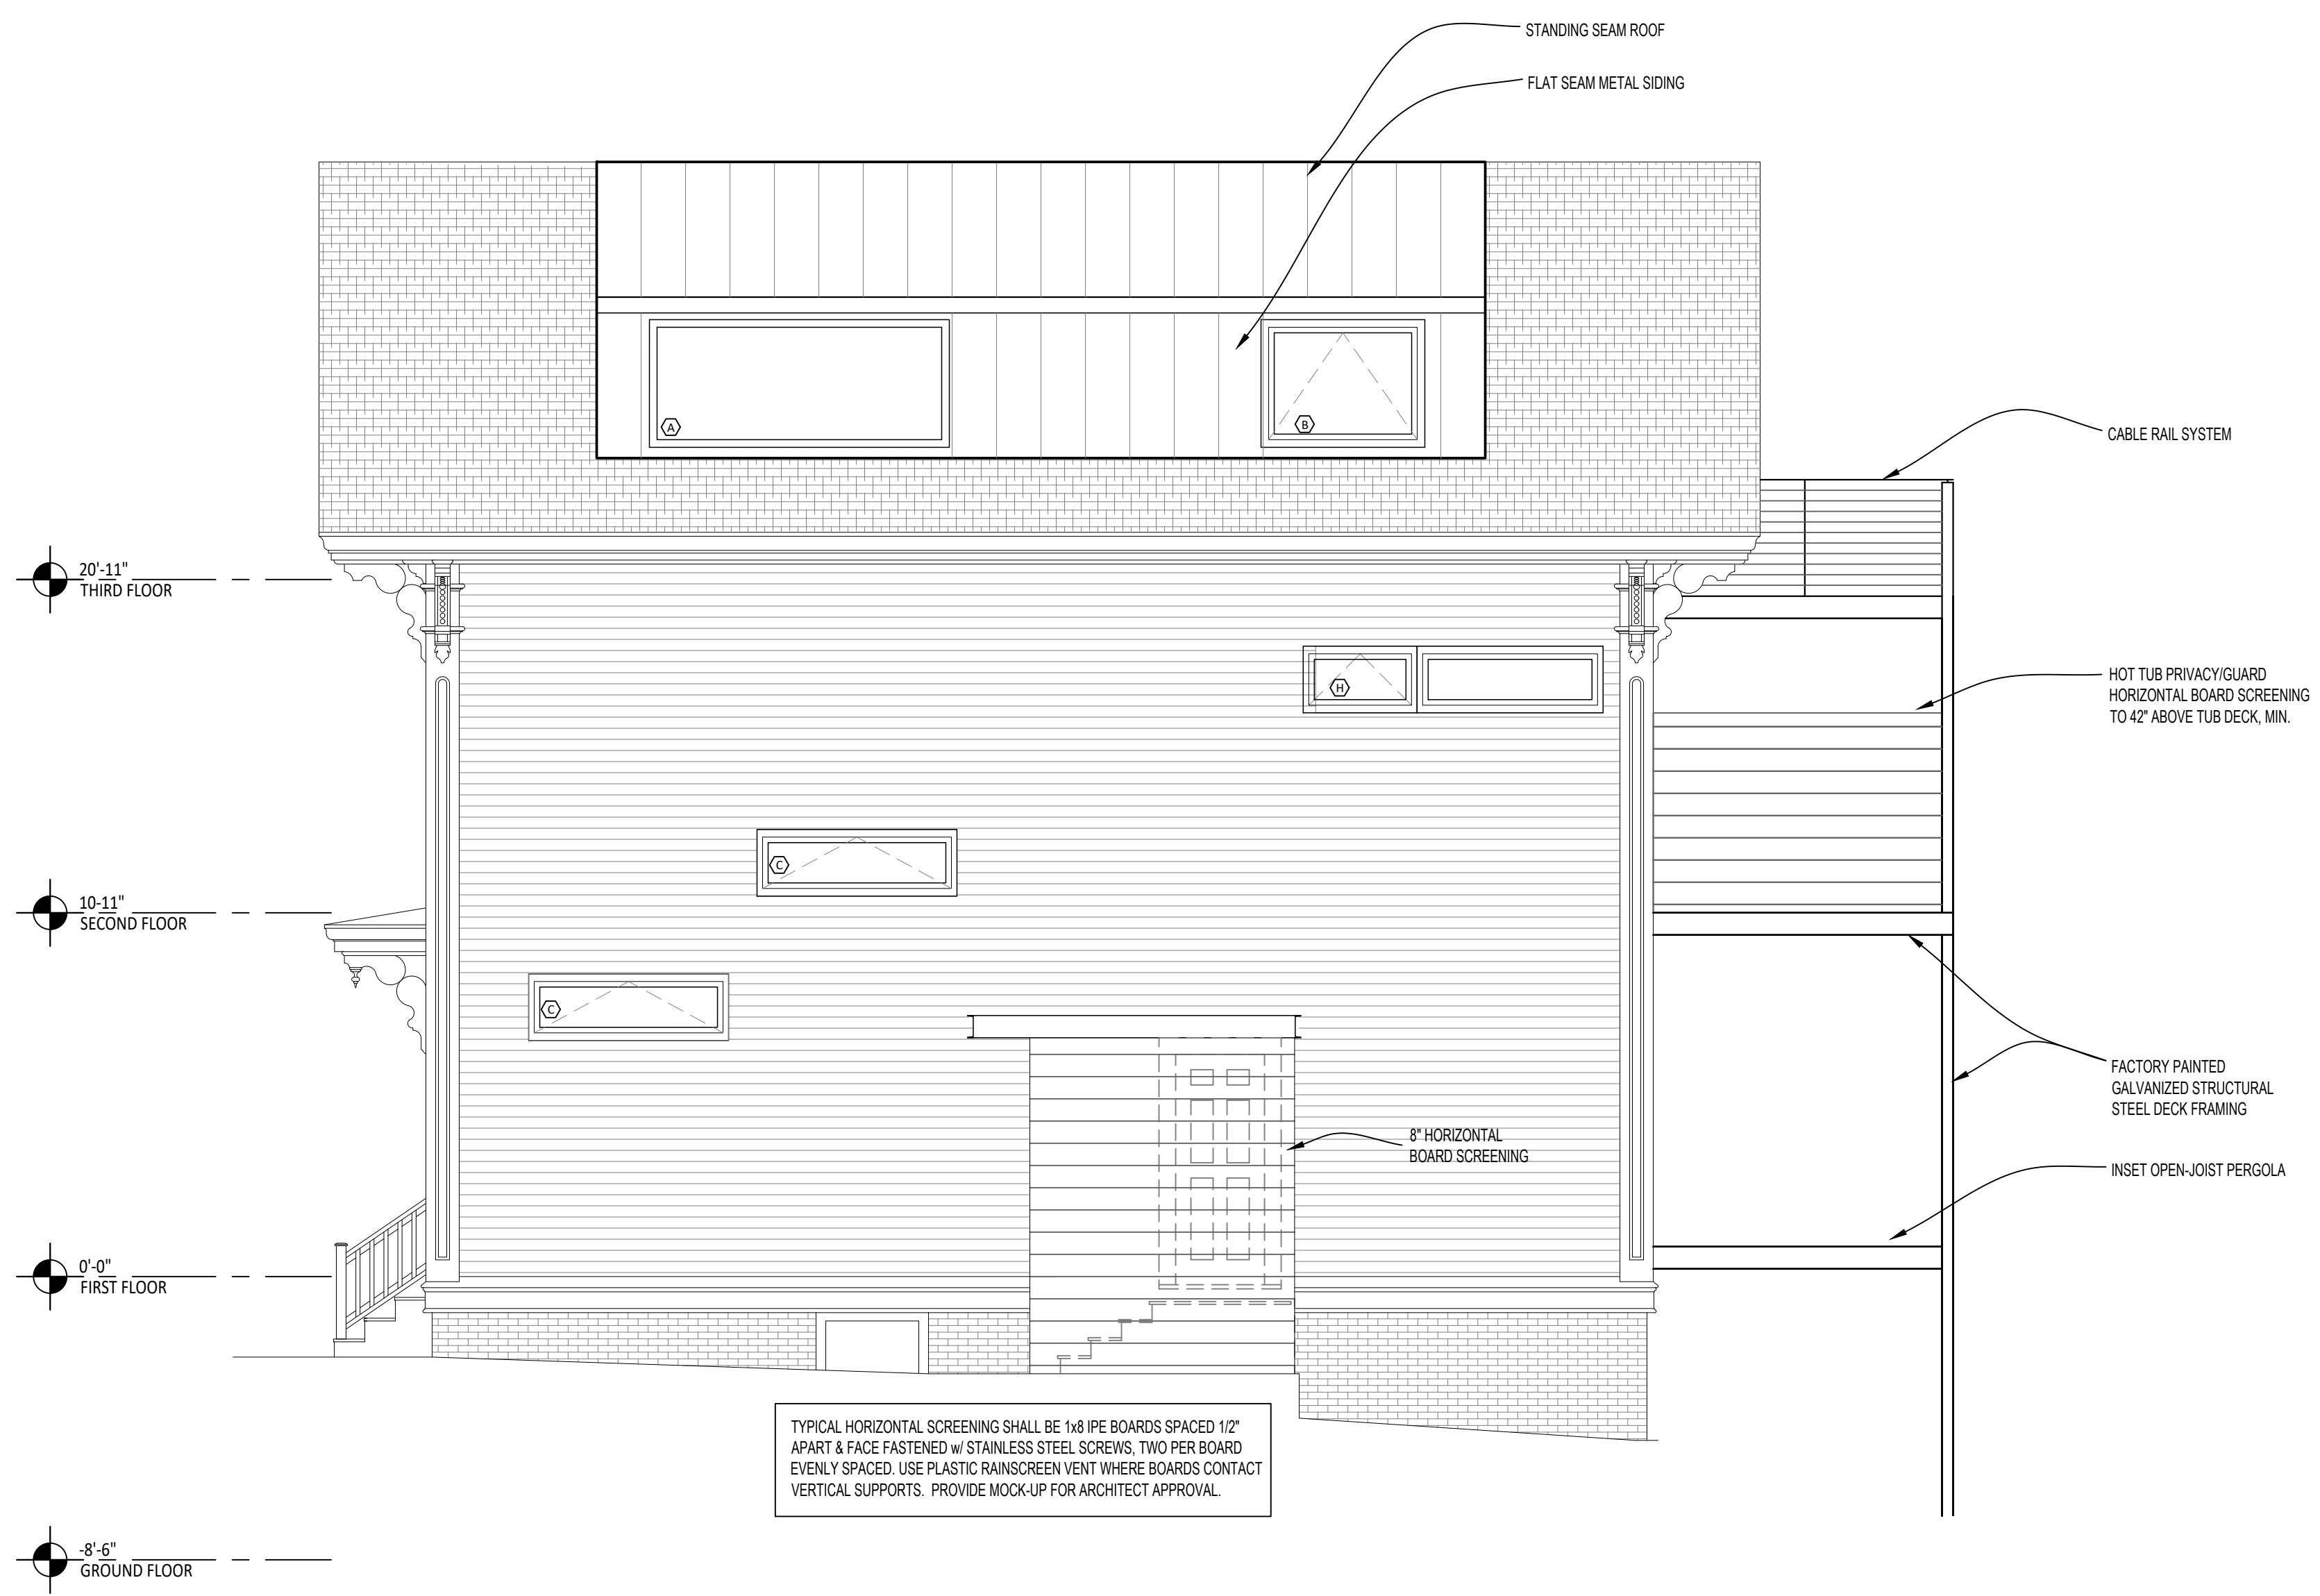 STANDING SEAM ROOF
FLAT SEAM METAL SIDING
A
B
CABLE RAIL SYSTEM
20'-11"
THIRD FLOOR
H
HOT TUB PRIVACY/GUARD
HORIZONTAL BOARD SCREENING
TO 42" ABOVE TUB DECK, MIN.
C
10-11"
SECOND FLOOR
C
FACTORY PAINTED
GALVANIZED STRUCTURAL
STEEL DECK FRAMING
8" HORIZONTAL
BOARD SCREENING
INSET OPEN-JOIST PERGOLA
0'-0"
FIRST FLOOR
TYPICAL HORIZONTAL SCREENING SHALL BE 1x8 IPE BOARDS SPACED 1/2"
APART & FACE FASTENED w/ STAINLESS STEEL SCREWS, TWO PER BOARD
EVENLY SPACED. USE PLASTIC RAINSCREEN VENT WHERE BOARDS CONTACT
VERTICAL SUPPORTS. PROVIDE MOCK-UP FOR ARCHITECT APPROVAL.
-8'-6"
GROUND FLOOR